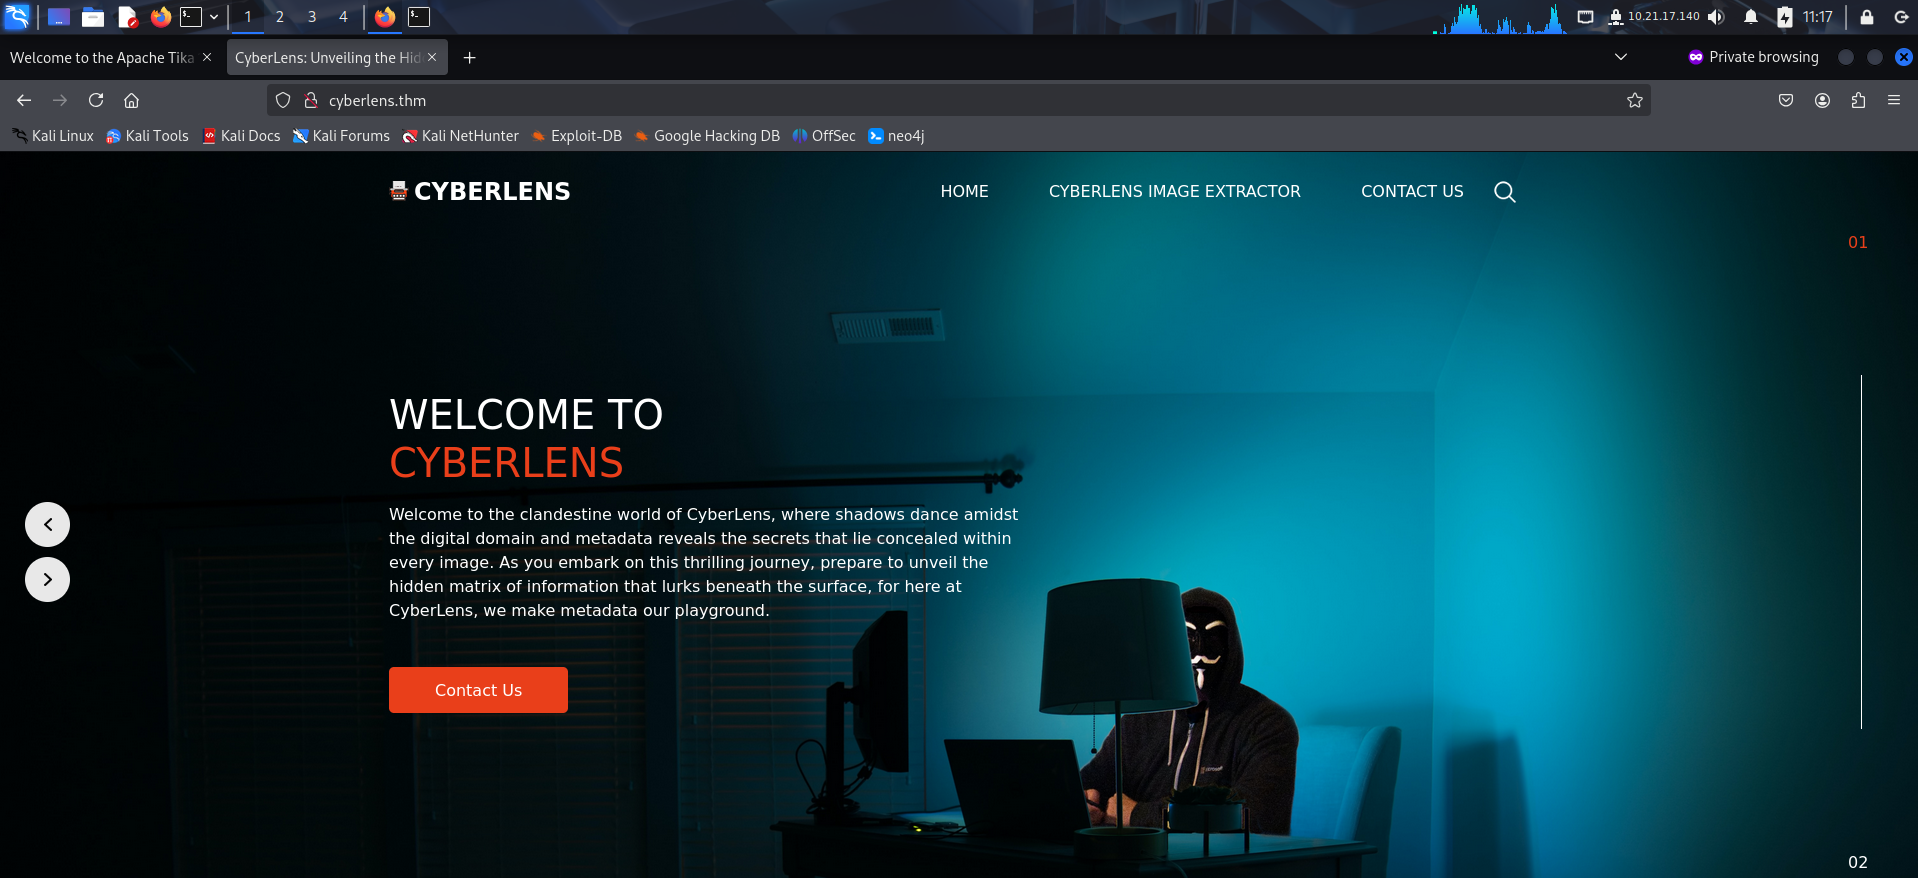 1 2 3 4
10.21.17.140
11:17
Welcome to the Apache Tika
CyberLens: Unveiling the Hid
Private browsing
cyberlens.thm
Kali Linux Kali Tools Kali Docs Kali Forums Kali NetHunter Exploit-DB Google Hacking DB OffSec neo4j
CYBERLENS
HOME CYBERLENS IMAGE EXTRACTOR CONTACT US
01
WELCOME TO
CYBERLENS
Welcome to the clandestine world of CyberLens, where shadows dance amidst
the digital domain and metadata reveals the secrets that lie concealed within
every image. As you embark on this thrilling journey, prepare to unveil the
hidden matrix of information that lurks beneath the surface, for here at
CyberLens, we make metadata our playground.
Contact Us
02